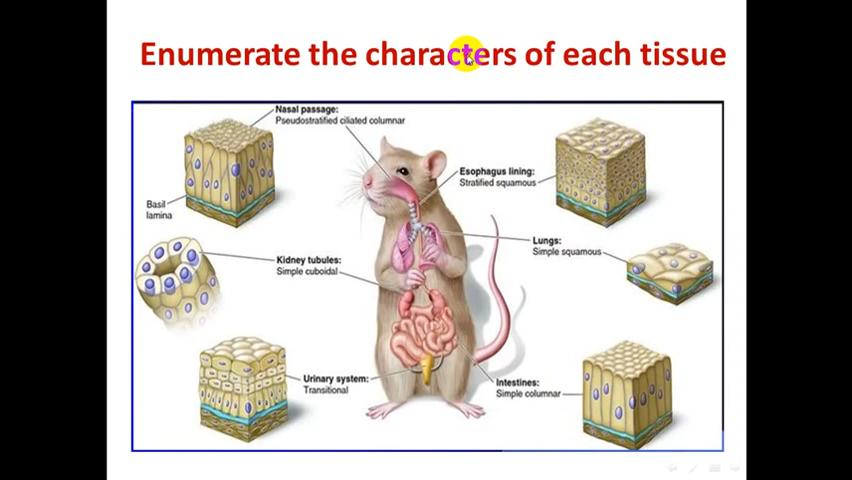 Enumerate the characters of each tissue
Nasal passage:
Pseudostratified ciliated columnar
Esophagus lining:
Stratified squamous
Basil
lamina
Lungs:
Simple squamous
Kidney tubules:
Simple cuboidal
Urinary system:
Transitional
Intestines:
Simple columnar